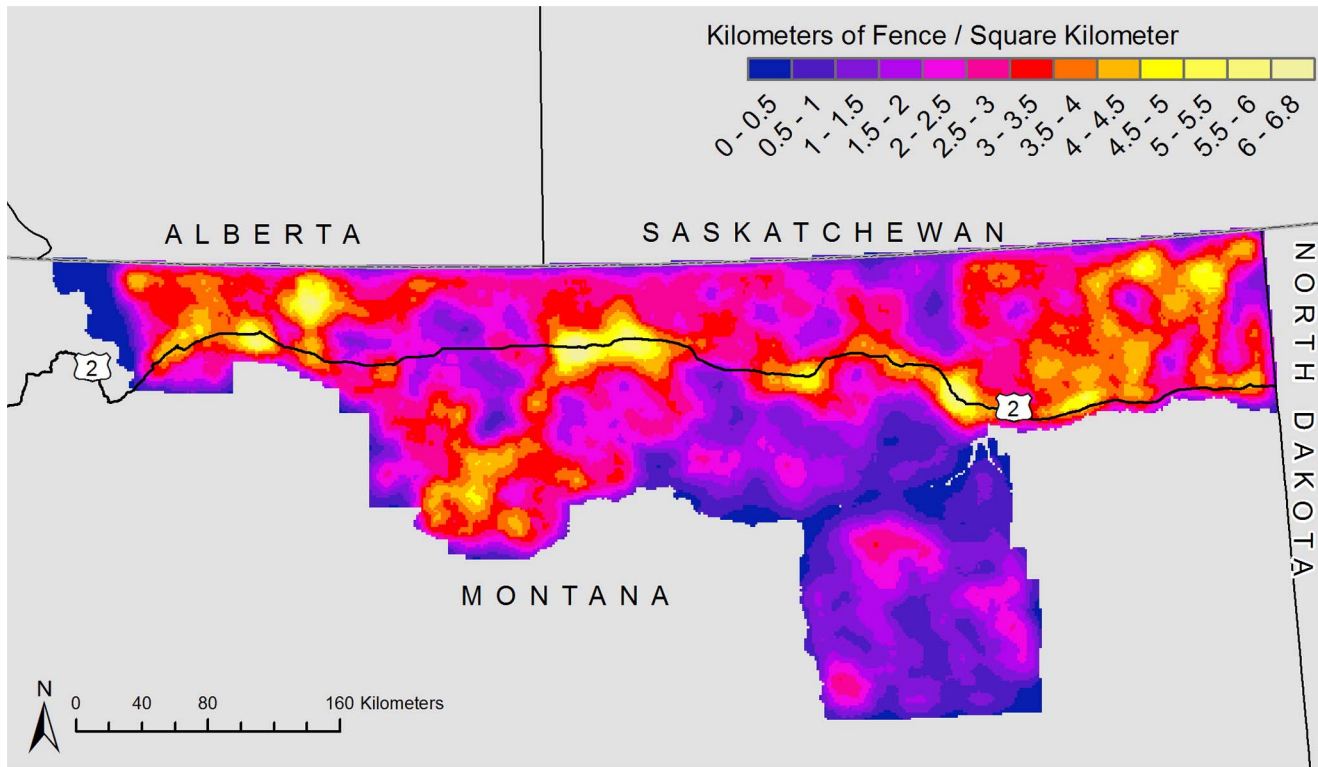 Kilometers of Fence / Square Kilometer
0 - 0.5
0.5 - 1
1 - 1.5
1.5 - 2
2 - 2.5
2.5 - 3
3 - 3.5
3.5 - 4
4 - 4.5
4.5 - 5
5 - 5.5
5.5 - 6
6 - 6.8
ALBERTA
SASKATCHEWAN
NORTH DAKOTA
2
2
MONTANA
N
0 40 80 160 Kilometers